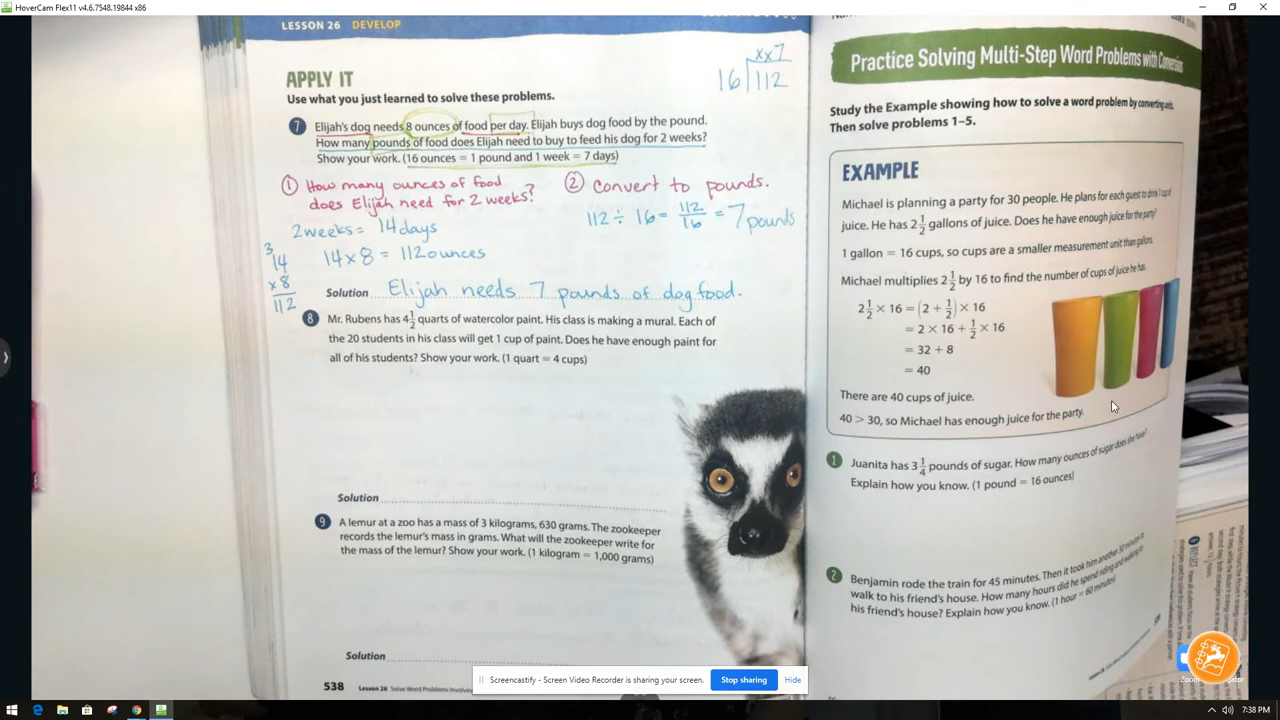 HoverCam Flex11 v4.6.7548.19844 x86
LESSON 26 DEVELOP
APPLY IT
Use what you just learned to solve these problems.
xx7
16 112
7 Elijah's dog needs 8 ounces of food per day. Elijah buys dog food by the pound.
How many pounds of food does Elijah need to buy to feed his dog for 2 weeks?
Show your work. (16 ounces = 1 pound and 1 week = 7 days)
1 How many ounces of food
does Elijah need for 2 weeks?
2 weeks = 14 days
3
14
x 8
112
14 x 8 = 112 ounces
2 Convert to pounds.
112 ÷ 16 = 112/16 = 7 pounds
Solution Elijah needs 7 pounds of dog food.
8 Mr. Rubens has 4 1/2 quarts of watercolor paint. His class is making a mural. Each of
the 20 students in his class will get 1 cup of paint. Does he have enough paint for
all of his students? Show your work. (1 quart = 4 cups)
Solution
9 A lemur at a zoo has a mass of 3 kilograms, 630 grams. The zookeeper
records the lemur's mass in grams. What will the zookeeper write for
the mass of the lemur? Show your work. (1 kilogram = 1,000 grams)
Solution
538 Lesson 26 Solve Word Problems Involving
Practice Solving Multi-Step Word Problems with Conversions
Study the Example showing how to solve a word problem by converting units.
Then solve problems 1–5.
EXAMPLE
Michael is planning a party for 30 people. He plans for each guest to drink 1 cup of
juice. He has 2 1/2 gallons of juice. Does he have enough juice for the party?
1 gallon = 16 cups, so cups are a smaller measurement unit than gallons.
Michael multiplies 2 1/2 by 16 to find the number of cups of juice he has.
2 1/2 × 16 = (2 + 1/2) × 16
= 2 × 16 + 1/2 × 16
= 32 + 8
= 40
There are 40 cups of juice.
40 > 30, so Michael has enough juice for the party.
1 Juanita has 3 1/4 pounds of sugar. How many ounces of sugar does she have?
Explain how you know. (1 pound = 16 ounces)
2 Benjamin rode the train for 45 minutes. Then it took him another 30 minutes to
walk to his friend's house. How many hours did he spend riding and walking to
his friend's house? Explain how you know. (1 hour = 60 minutes)
Screencastify - Screen Video Recorder is sharing your screen.
Stop sharing
Hide
7:38 PM